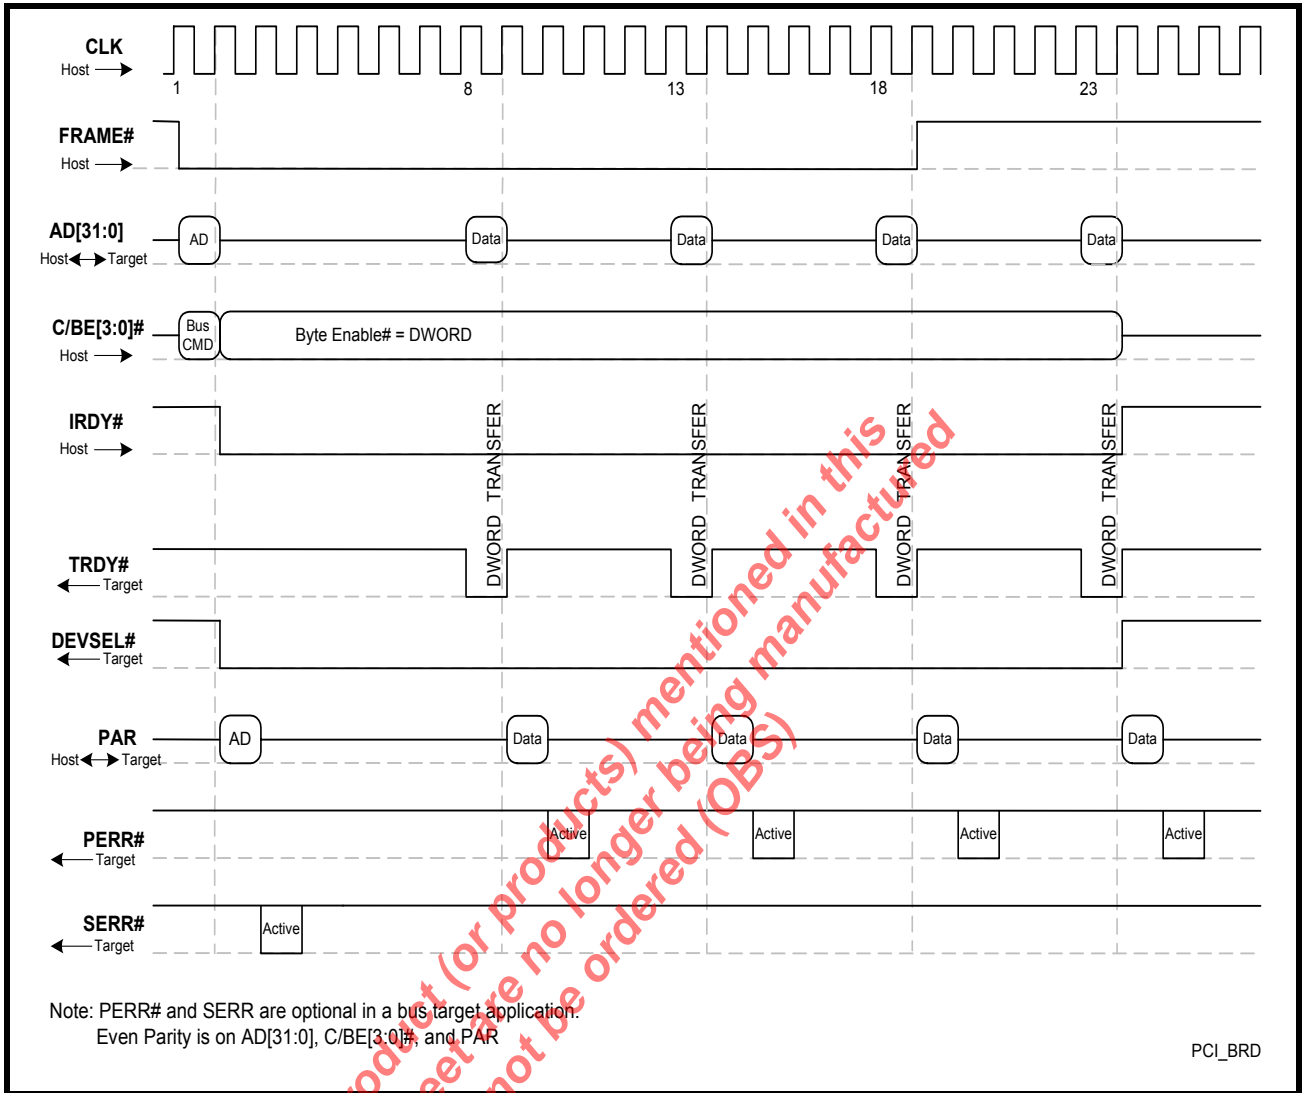 CLK
Host
1 8 13 18 23
FRAME#
Host
AD[31:0]
Host Target
AD Data Data Data Data
C/BE[3:0]#
Host
Bus
CMD
Byte Enable# = DWORD
IRDY#
Host
DWORD TRANSFER
DWORD TRANSFER
DWORD TRANSFER
DWORD TRANSFER
TRDY#
Target
DEVSEL#
Target
PAR
Host Target
AD Data Data Data Data
PERR#
Target
Active Active Active Active
SERR#
Target
Active
Note: PERR# and SERR are optional in a bus target application.
Even Parity is on AD[31:0], C/BE[3:0]#, and PAR
PCI_BRD
product (or products) mentioned in this
are no longer being manufactured
not be ordered (OBS)